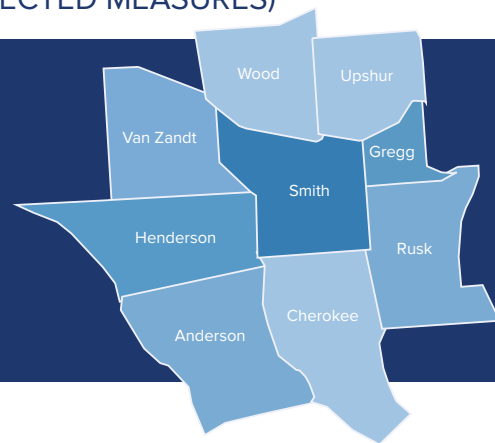 ECTED MEASURES)
Wood
Upshur
Van Zandt
Gregg
Smith
Henderson
Rusk
Cherokee
Anderson